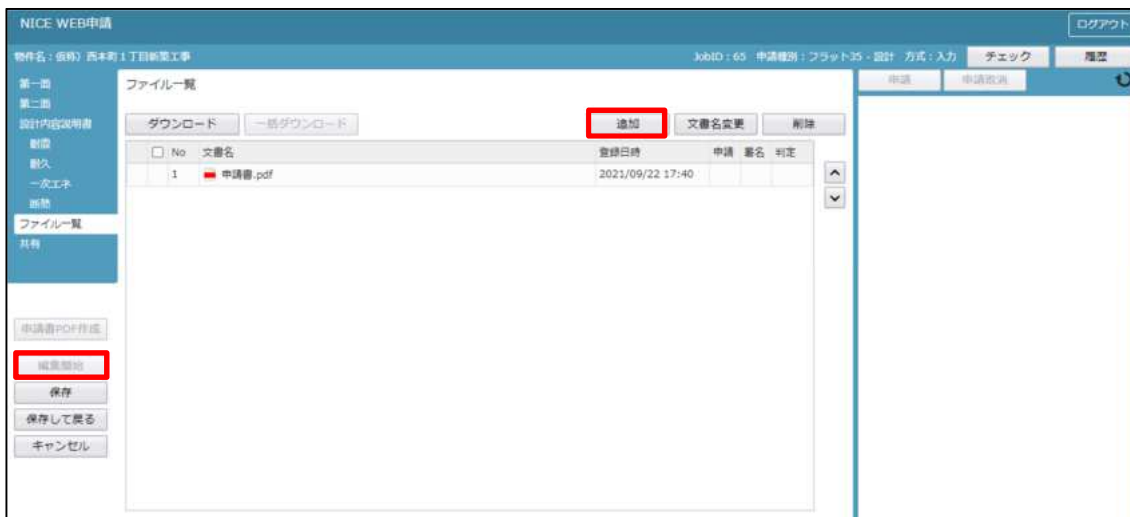 NICE WEB申請
ログアウト
物件名:仮称)西本町1丁目新築工事
JobID:65 申請種別:フラット35-設計 方式:入力
チェック
履歴
第一面
第二面
設計内容説明書
耐震
耐久
一次エネ
断熱
ファイル一覧
共有
ファイル一覧
申請
申請取消
ダウンロード
一括ダウンロード
追加
文書名変更
削除
No 文書名 登録日時 申請 署名 判定
1 申請書.pdf 2021/09/22 17:40
申請書PDF作成
編集開始
保存
保存して戻る
キャンセル